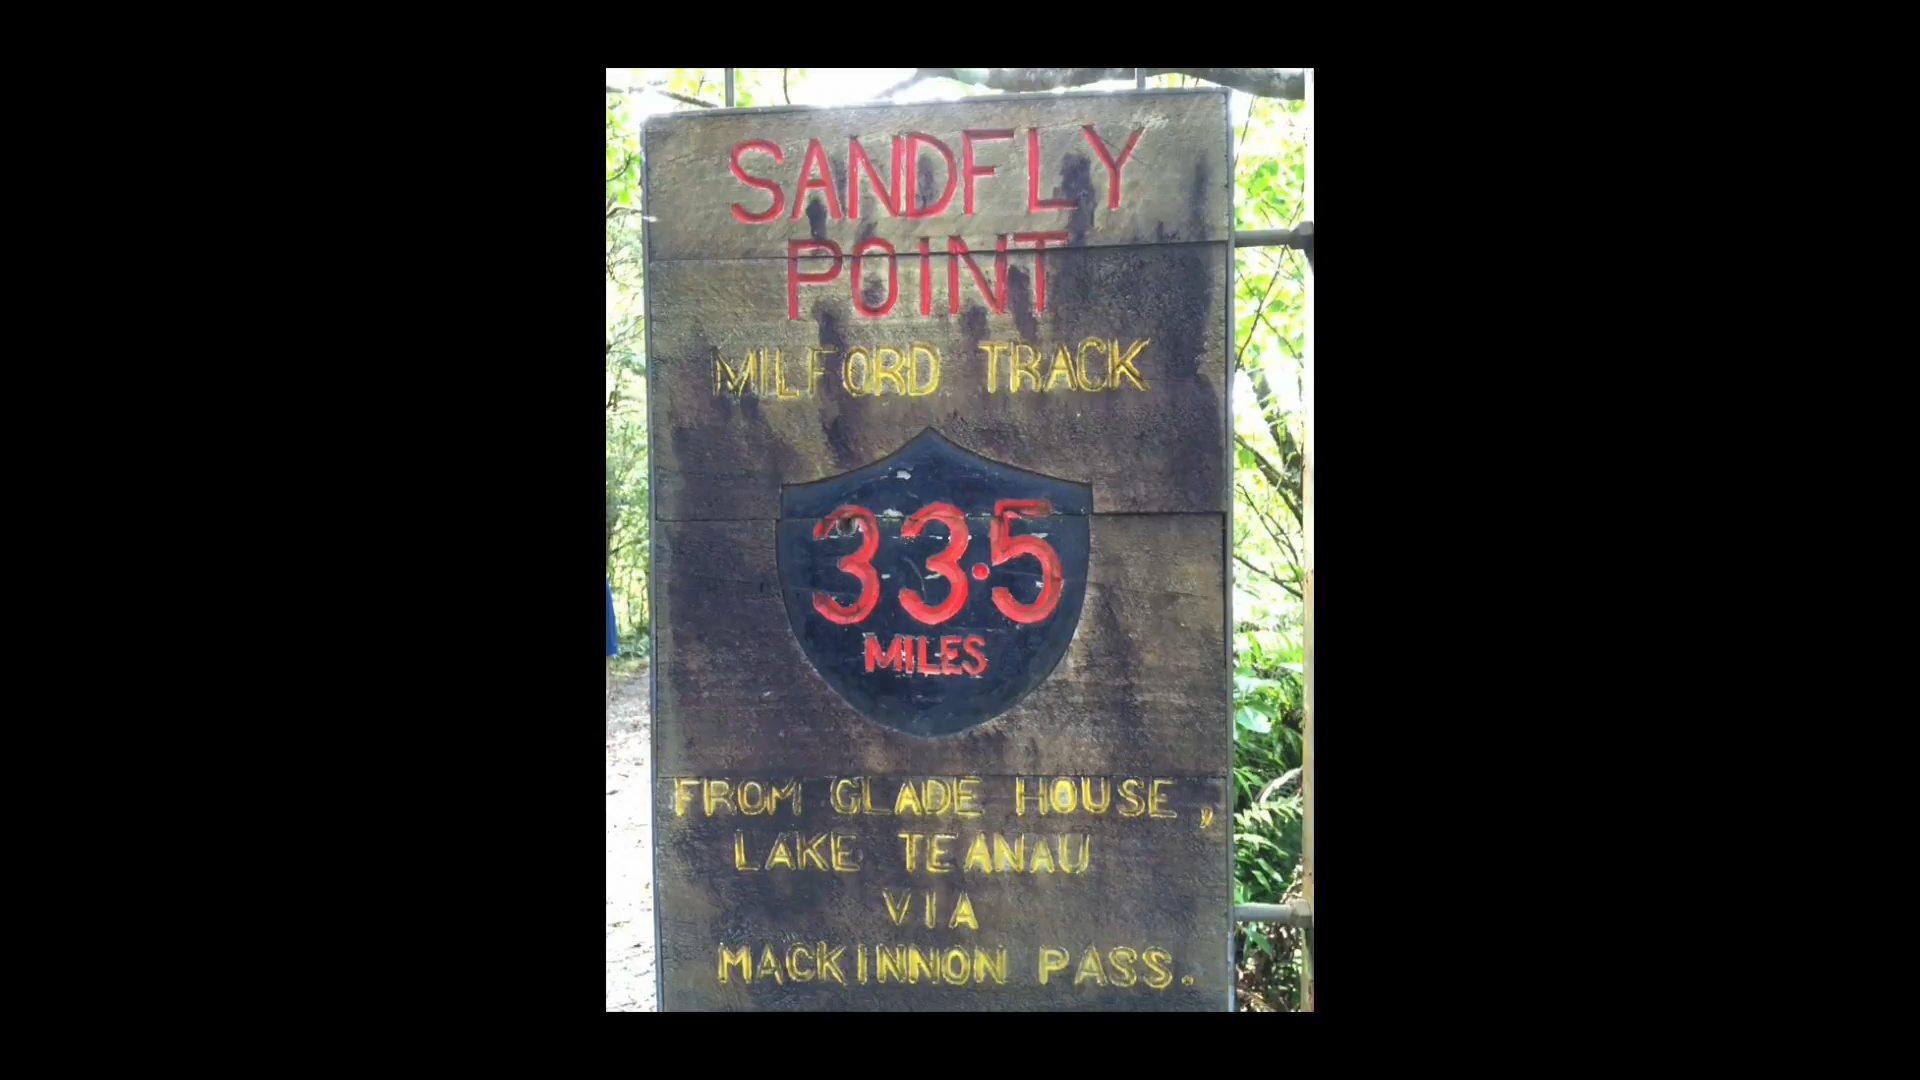 SANDFLY
POINT
MILFORD TRACK
33.5
MILES
FROM GLADE HOUSE,
LAKE TE ANAU
VIA
MACKINNON PASS.